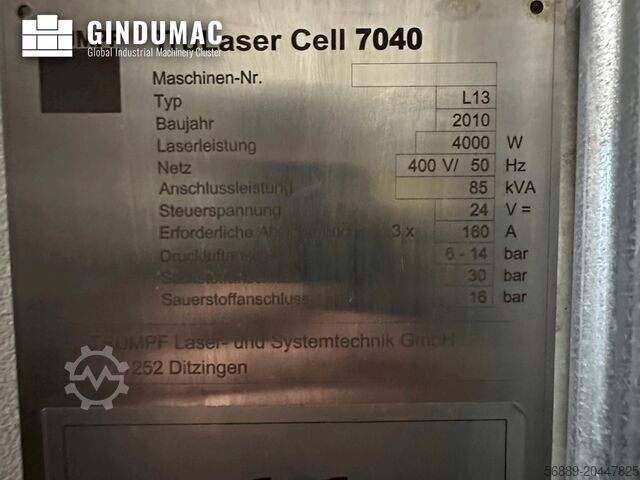 GINDUMAC
Global Industrial Machinery Cluster
Laser Cell 7040
Maschinen-Nr.
Typ L13
Baujahr 2010
Laserleistung 4000 W
Netz 400 V/ 50 Hz
Anschlussleistung 85 kVA
Steuerspannung 24 V =
Erforderliche 3 x 160 A
6 - 14 bar
30 bar
Sauerstoffanschluss 16 bar
TRUMPF Laser- und Systemtechnik GmbH
252 Ditzingen
56889-20447825